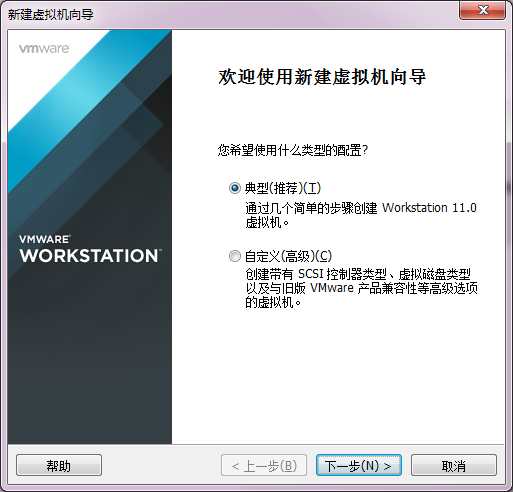 新建虚拟机向导
vmware
欢迎使用新建虚拟机向导
您希望使用什么类型的配置?
典型(推荐)(T)
通过几个简单的步骤创建 Workstation 11.0
虚拟机。
VMWARE®
WORKSTATION™
自定义(高级)(C)
创建带有 SCSI 控制器类型、虚拟磁盘类型
以及与旧版 VMware 产品兼容性等高级选项
的虚拟机。
帮助
< 上一步(B)
下一步(N) >
取消